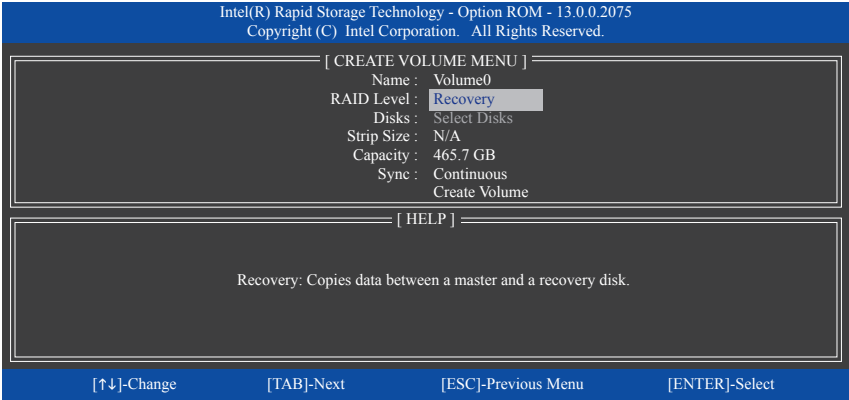 Intel(R) Rapid Storage Technology - Option ROM - 13.0.0.2075
Copyright (C) Intel Corporation. All Rights Reserved.
[ CREATE VOLUME MENU ]
Name : Volume0
RAID Level : Recovery
Disks : Select Disks
Strip Size : N/A
Capacity : 465.7 GB
Sync : Continuous
Create Volume
[ HELP ]
Recovery: Copies data between a master and a recovery disk.
[↑↓]-Change [TAB]-Next [ESC]-Previous Menu [ENTER]-Select